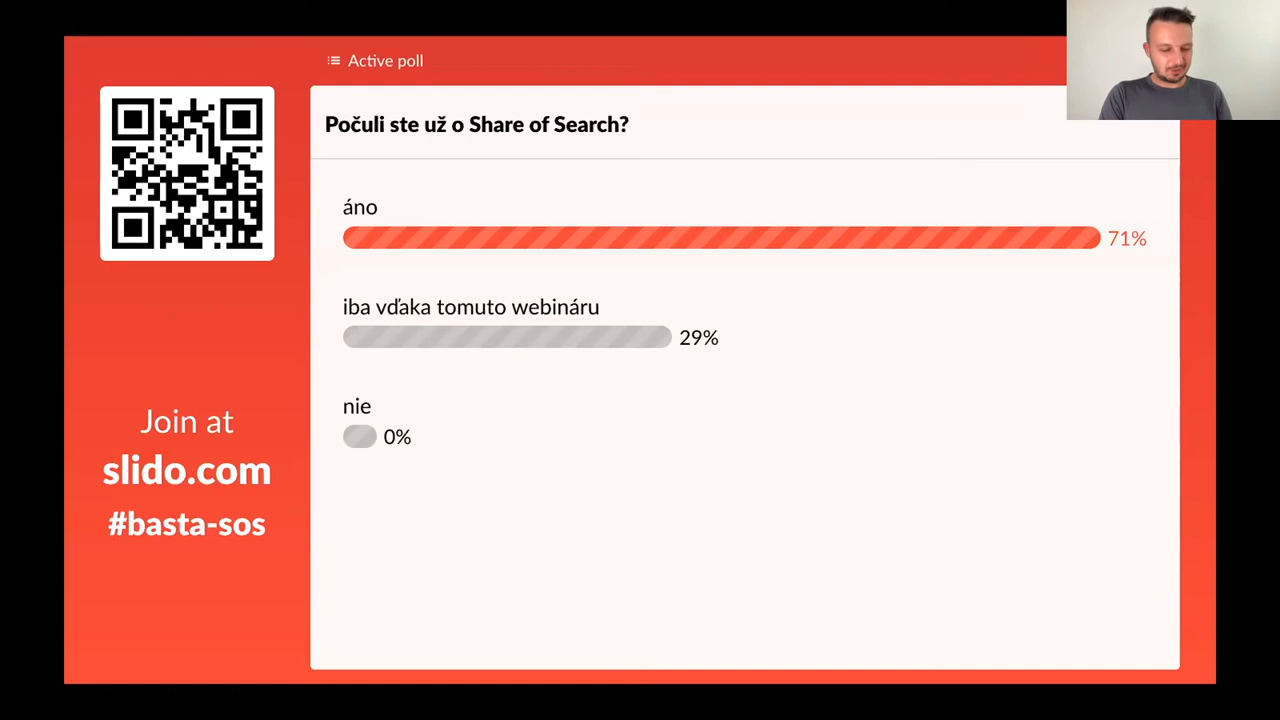 Active poll
Počuli ste už o Share of Search?
áno
71%
iba vďaka tomuto webináru
29%
nie
0%
Join at
slido.com
#basta-sos